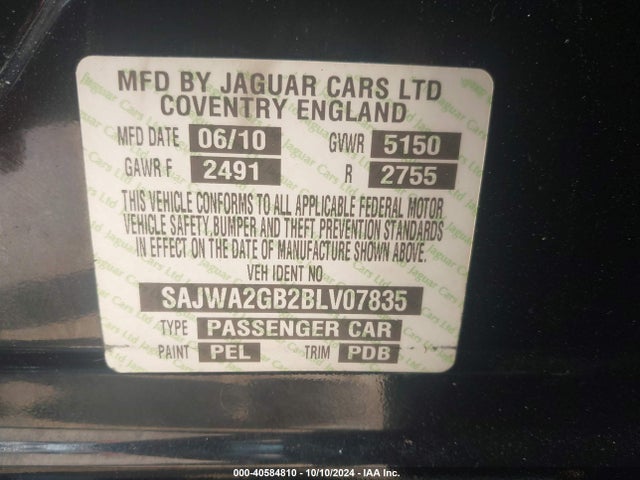 MFD BY JAGUAR CARS LTD
COVENTRY ENGLAND
MFD DATE 06/10 GVWR 5150
GAWR F 2491 R 2755
THIS VEHICLE CONFORMS TO ALL APPLICABLE FEDERAL MOTOR
VEHICLE SAFETY,BUMPER AND THEFT PREVENTION STANDARDS
IN EFFECT ON THE DATE OF MANUFACTURE SHOWN ABOVE.
VEH IDENT NO
SAJWA2GB2BLV07835
TYPE PASSENGER CAR
PAINT PEL TRIM PDB
000-40584810 - 10/10/2024 - IAA Inc.